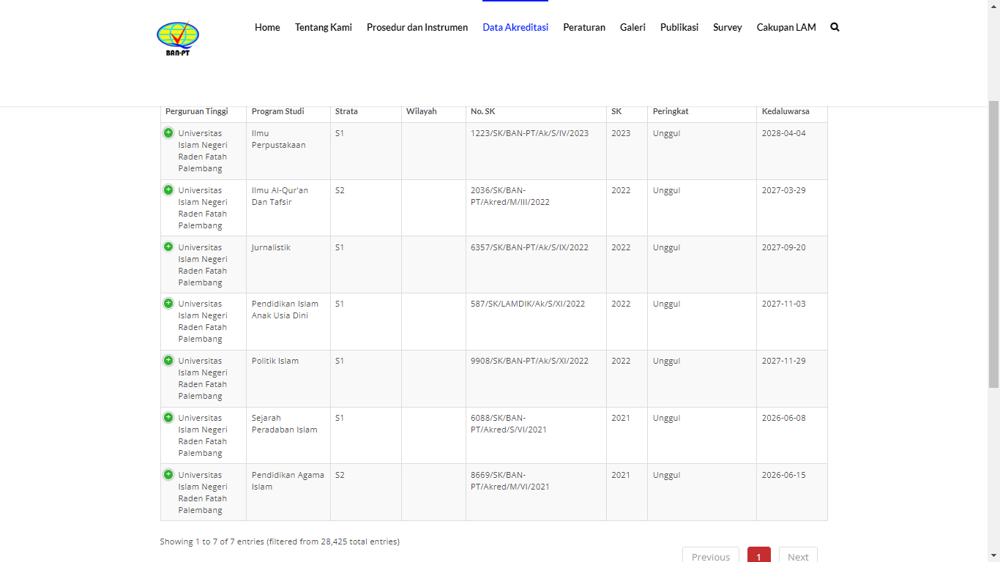 BAN-PT
Home Tentang Kami Prosedur dan Instrumen Data Akreditasi Peraturan Galeri Publikasi Survey Cakupan LAM
Perguruan Tinggi Program Studi Strata Wilayah No. SK SK Peringkat Kedaluwarsa
Universitas Ilmu S1 1223/SK/BAN-PT/Ak/S/IV/2023 2023 Unggul 2028-04-04
Islam Negeri Perpustakaan
Raden Fatah
Palembang
Universitas Ilmu Al-Qur'an S2 2036/SK/BAN- 2022 Unggul 2027-03-29
Islam Negeri Dan Tafsir PT/Akred/M/III/2022
Raden Fatah
Palembang
Universitas Jurnalistik S1 6357/SK/BAN-PT/Ak/S/IX/2022 2022 Unggul 2027-09-20
Islam Negeri
Raden Fatah
Palembang
Universitas Pendidikan Islam S1 587/SK/LAMDIK/Ak/S/XI/2022 2022 Unggul 2027-11-03
Islam Negeri Anak Usia Dini
Raden Fatah
Palembang
Universitas Politik Islam S1 9908/SK/BAN-PT/Ak/S/XI/2022 2022 Unggul 2027-11-29
Islam Negeri
Raden Fatah
Palembang
Universitas Sejarah S1 6088/SK/BAN- 2021 Unggul 2026-06-08
Islam Negeri Peradaban Islam PT/Akred/S/VI/2021
Raden Fatah
Palembang
Universitas Pendidikan Agama S2 8669/SK/BAN- 2021 Unggul 2026-06-15
Islam Negeri Islam PT/Akred/M/VI/2021
Raden Fatah
Palembang
Showing 1 to 7 of 7 entries (filtered from 28,425 total entries)
Previous 1 Next